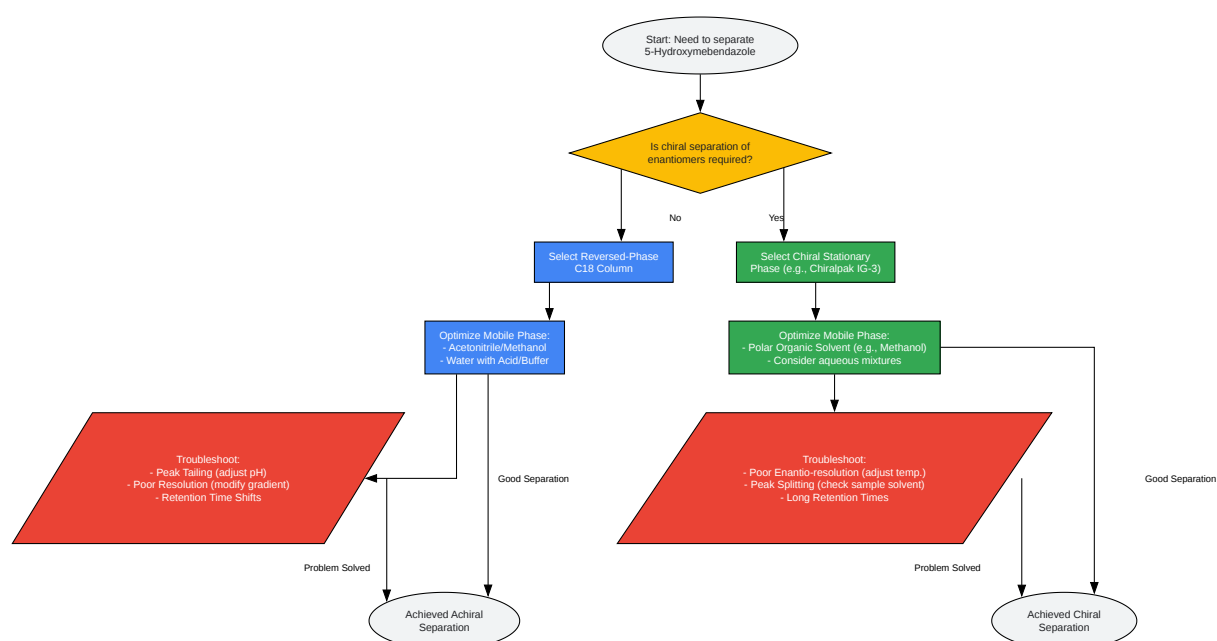 Start: Need to separate
5-Hydroxymebendazole
Is chiral separation of
enantiomers required?
No
Yes
Select Reversed-Phase
C18 Column
Select Chiral Stationary
Phase (e.g., Chiralpak IG-3)
Optimize Mobile Phase:
- Acetonitrile/Methanol
- Water with Acid/Buffer
Optimize Mobile Phase:
- Polar Organic Solvent (e.g., Methanol)
- Consider aqueous mixtures
Troubleshoot:
- Peak Tailing (adjust pH)
- Poor Resolution (modify gradient)
- Retention Time Shifts
Good Separation
Troubleshoot:
- Poor Enantio-resolution (adjust temp.)
- Peak Splitting (check sample solvent)
- Long Retention Times
Good Separation
Problem Solved
Problem Solved
Achieved Achiral
Separation
Achieved Chiral
Separation